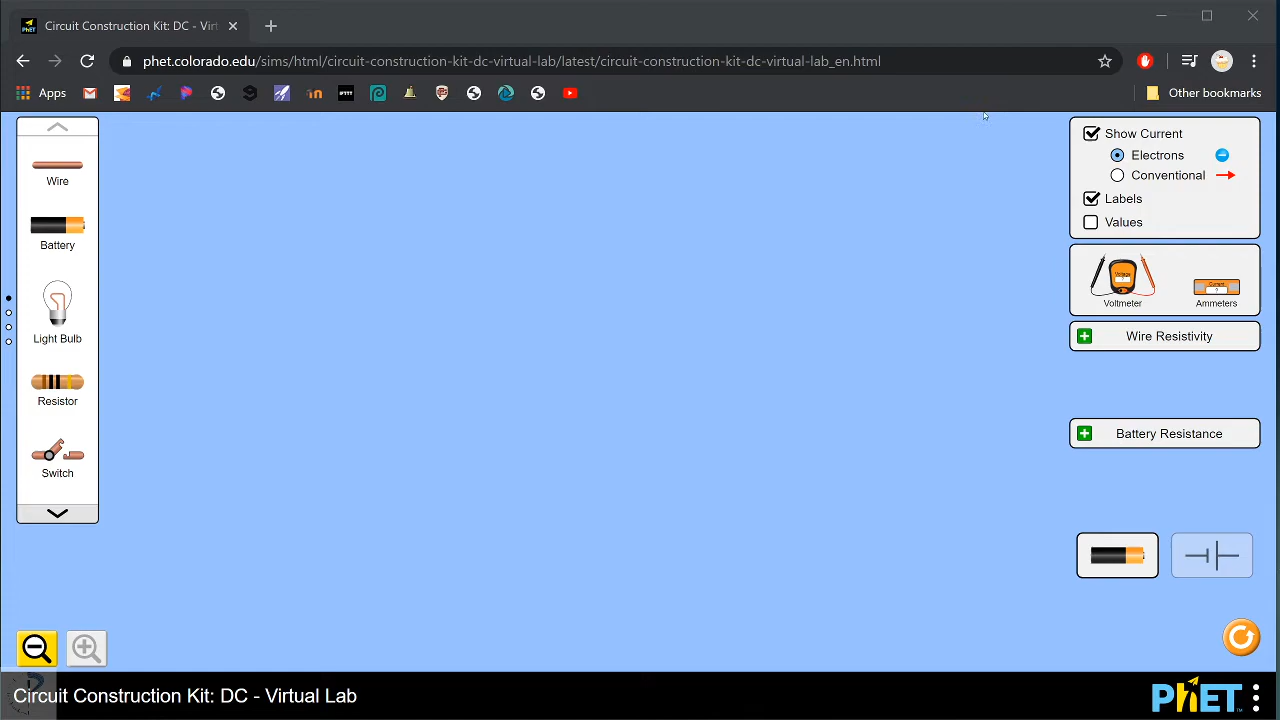 Circuit Construction Kit: DC - Virt
phet.colorado.edu/sims/html/circuit-construction-kit-dc-virtual-lab/latest/circuit-construction-kit-dc-virtual-lab_en.html
Apps
Other bookmarks
Wire
Battery
Light Bulb
Resistor
Switch
Show Current
Electrons
Conventional
Labels
Values
Voltage
?
Voltmeter
Current
?
Ammeters
Wire Resistivity
Battery Resistance
Circuit Construction Kit: DC - Virtual Lab
PhET